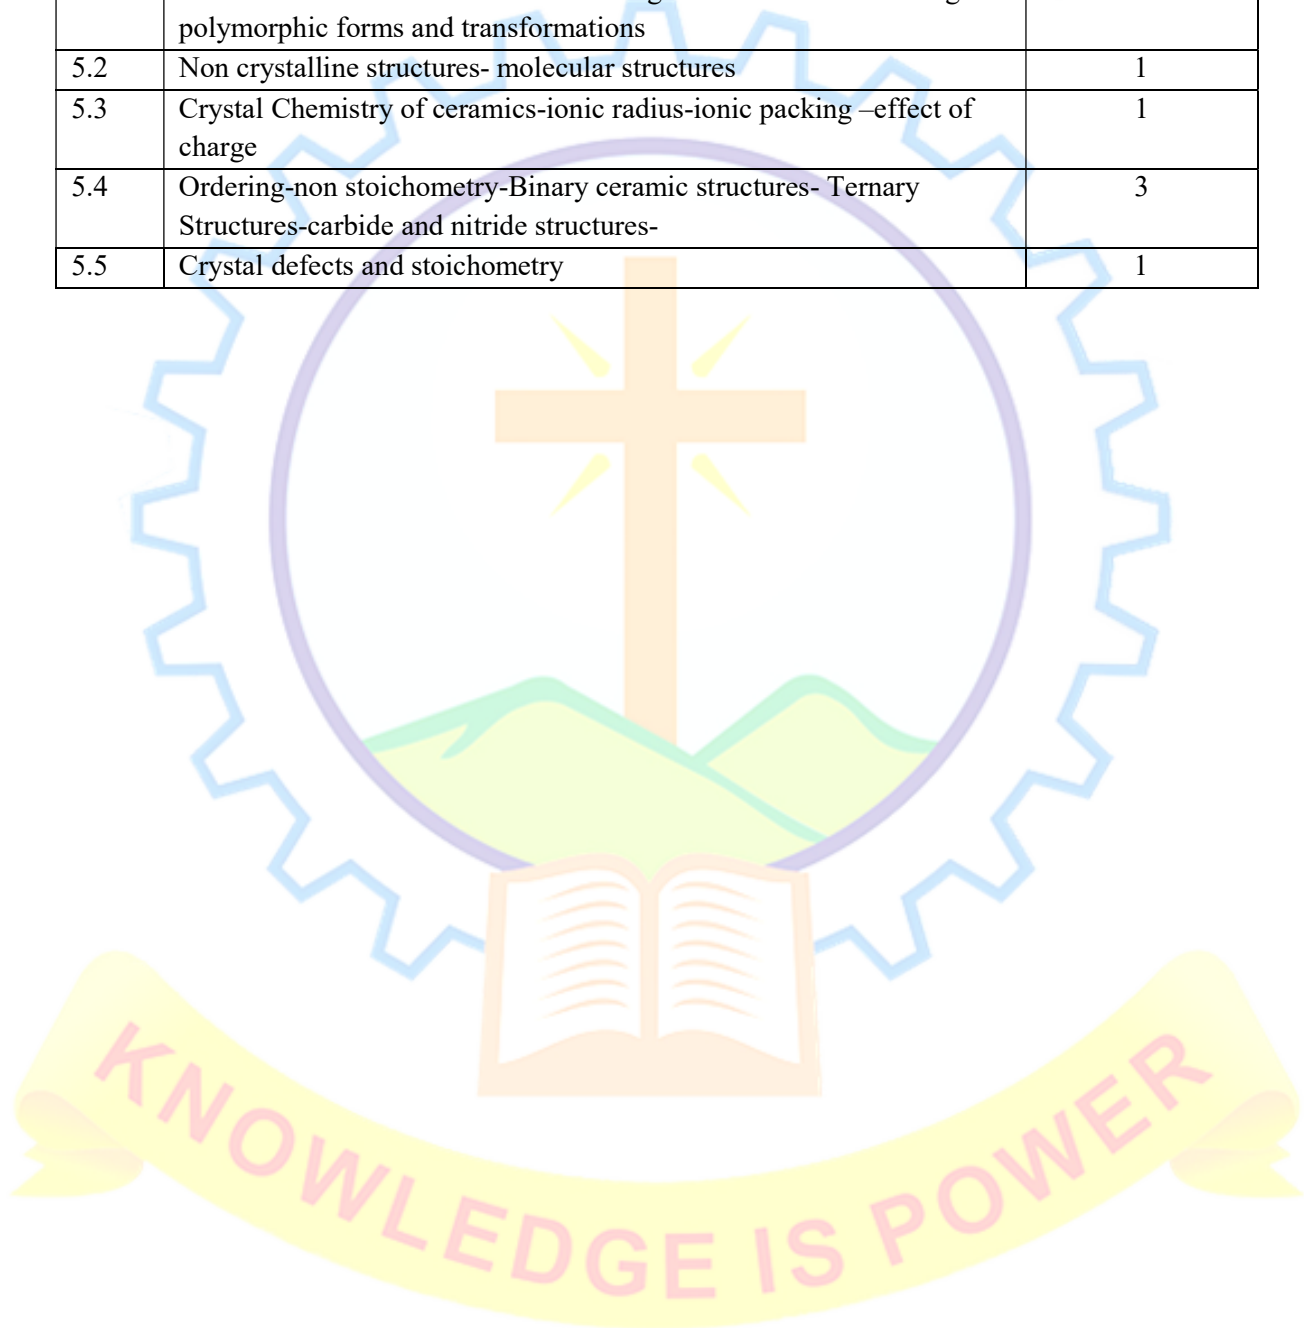 polymorphic forms and transformations
5.2 Non crystalline structures- molecular structures 1
5.3 Crystal Chemistry of ceramics-ionic radius-ionic packing –effect of 1
charge
5.4 Ordering-non stoichometry-Binary ceramic structures- Ternary 3
Structures-carbide and nitride structures-
5.5 Crystal defects and stoichometry 1
KNOWLEDGE IS POWER